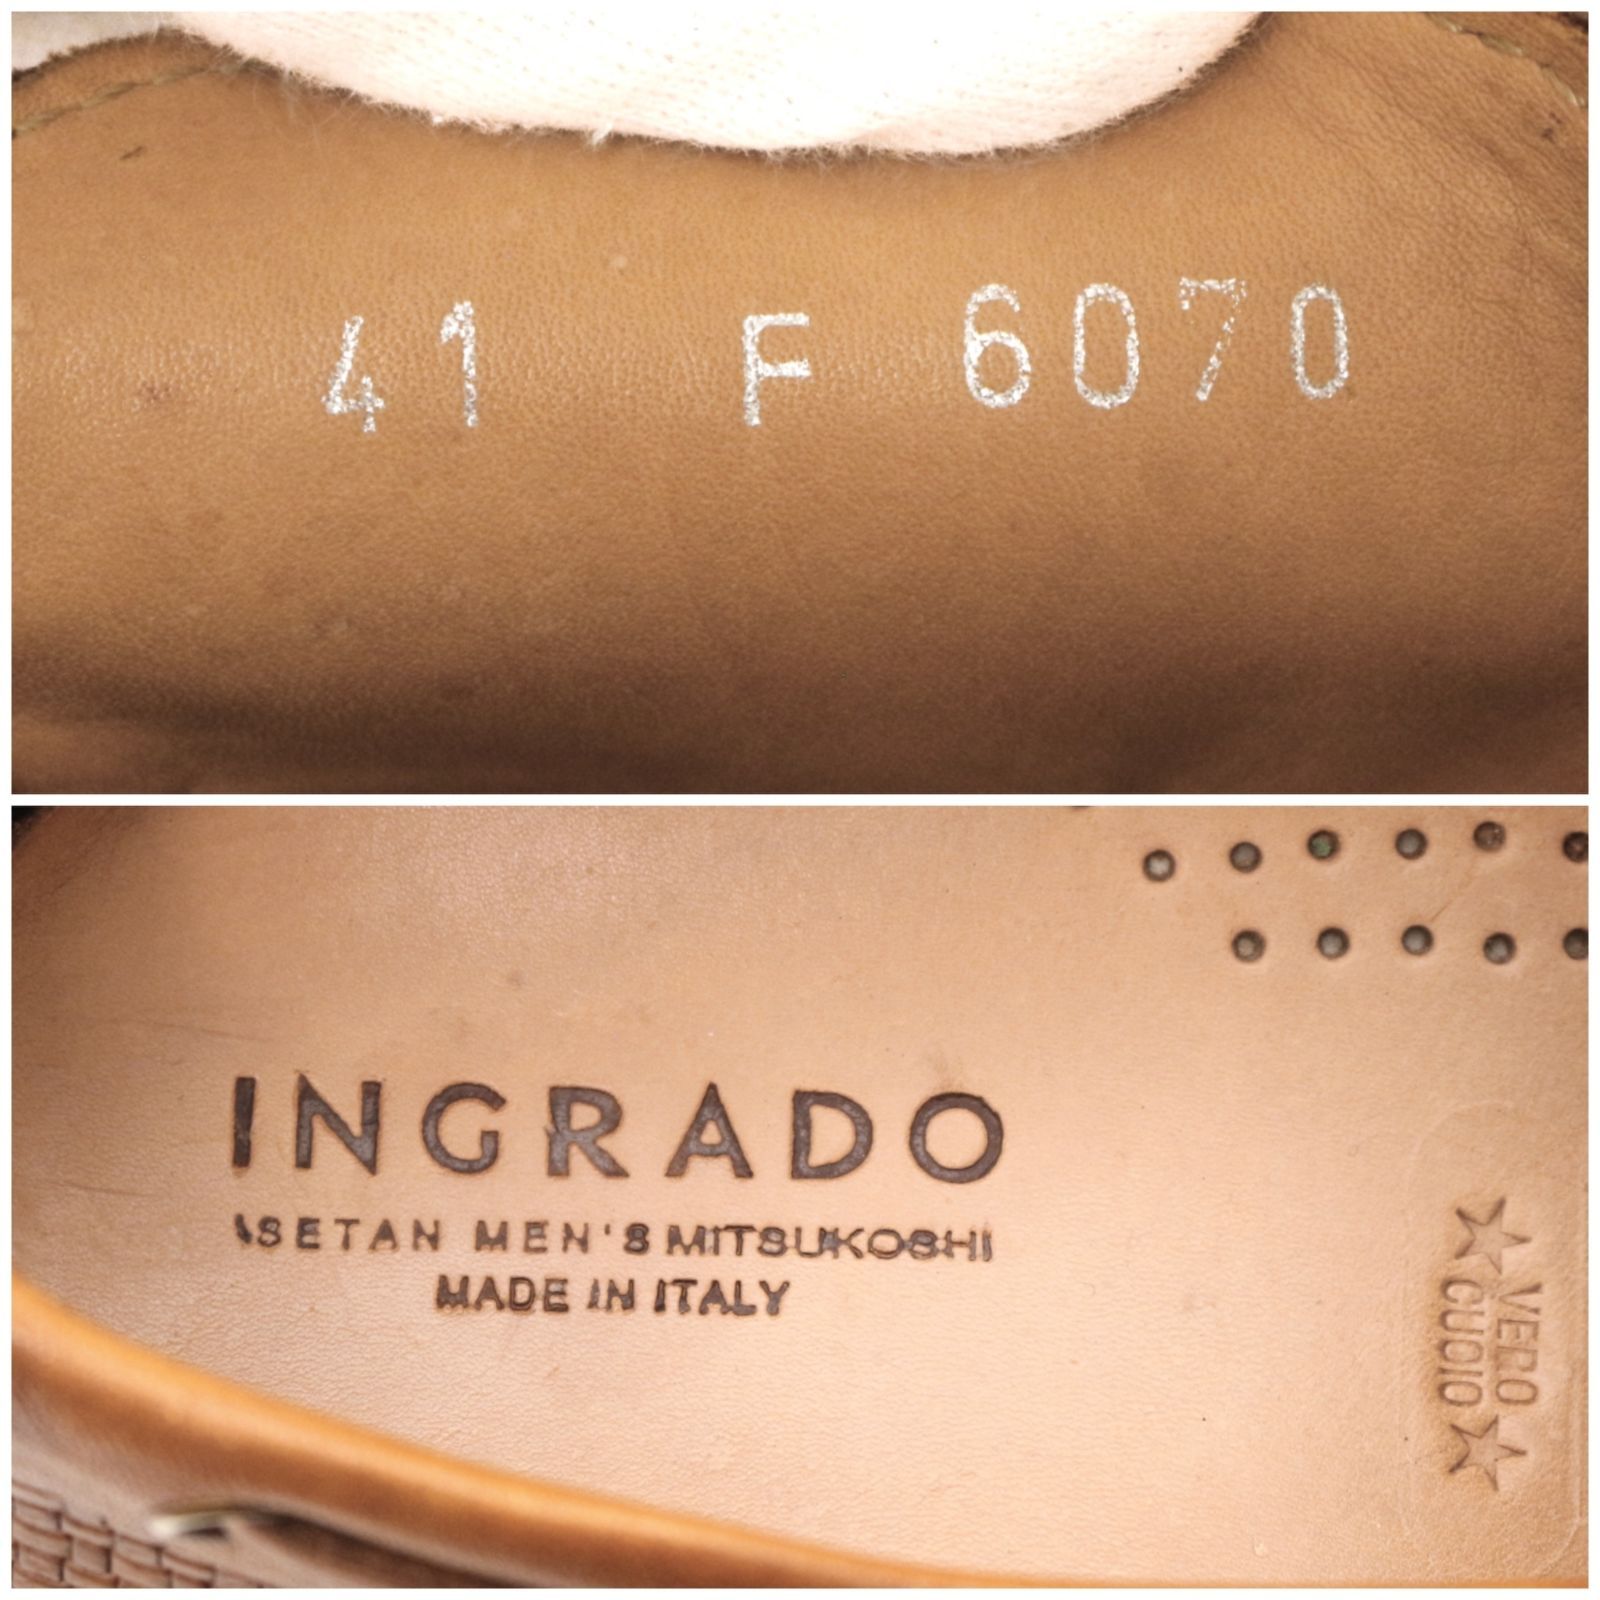 41 F 6070
INGRADO
ISETAN MEN'S MITSUKOSHI
MADE IN ITALY
VERO
CUOIO